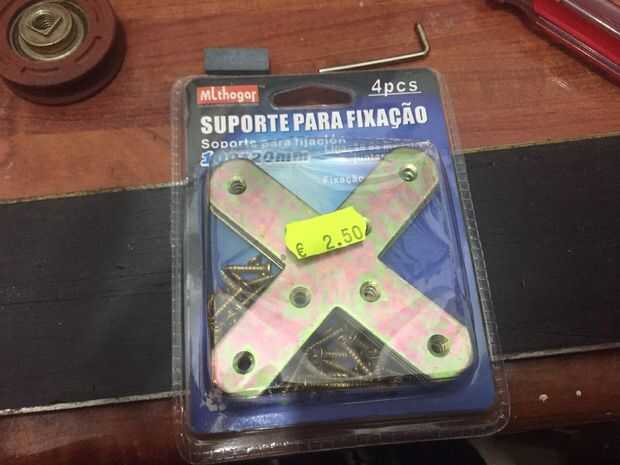 MLthogar
4pcs
SUPORTE PARA FIXAÇÃO
Soporte para fijación
Fixação
€ 2.50